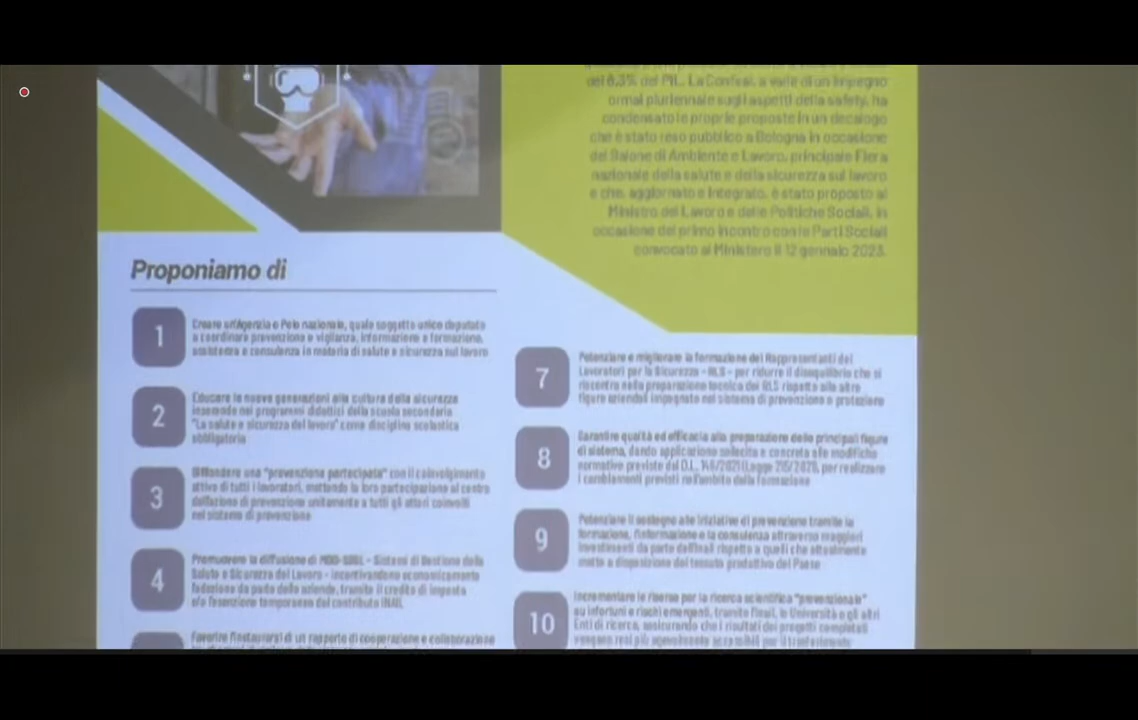 del 8,3% del PIL. La Confsal, a valle di un impegno
ormai pluriennale sugli aspetti della safety, ha
condensato le proprie proposte in un decalogo
che è stato reso pubblico a Bologna in occasione
del Salone di Ambiente e Lavoro, principale Fiera
nazionale della salute e della sicurezza sul lavoro
e che, aggiornato e integrato, è stato proposto al
Ministro del Lavoro e delle Politiche Sociali, in
occasione del primo incontro con le Parti Sociali
convocato al Ministero il 12 gennaio 2023.
Proponiamo di
1
Creare un'Agenzia o Polo nazionale, quale soggetto unico deputato
a coordinare prevenzione e vigilanza, informazione e formazione,
assistenza e consulenza in materia di salute e sicurezza sul lavoro
2
Educare le nuove generazioni alla cultura della sicurezza
inserendo nei programmi didattici della scuola secondaria
"La salute e sicurezza del lavoro" come disciplina scolastica
obbligatoria
3
Diffondere una "prevenzione partecipata" con il coinvolgimento
attivo di tutti i lavoratori, mettendo la loro partecipazione al centro
dell'azione di prevenzione unitamente a tutti gli attori coinvolti
nel sistema di prevenzione
4
Promuovere la diffusione di - Sistemi di Gestione della
Salute e Sicurezza del Lavoro - incentivandone economicamente
l'adozione da parte delle aziende, tramite il credito di imposta
e/o l'esenzione temporanea dal contributo INAIL
Favorire l'instaurarsi di un rapporto di cooperazione e collaborazione
7
Potenziare e migliorare la formazione dei Rappresentanti dei
Lavoratori per la Sicurezza - RLS - per ridurre il disequilibrio che si
riscontra nella preparazione tecnica dei RLS rispetto alle altre
figure aziendali impegnate nel sistema di prevenzione e protezione
8
Garantire qualità ed efficacia alla preparazione delle principali figure
di sistema, dando applicazione sollecita e concreta alle modifiche
normative previste dal D.L. 146/2021 (Legge 215/2021), per realizzare
i cambiamenti previsti nell'ambito della formazione
9
Potenziare il sostegno alle iniziative di prevenzione tramite la
formazione, l'informazione e la consulenza attraverso maggiori
investimenti da parte dell'Inail rispetto a quelli che attualmente
mette a disposizione del tessuto produttivo del Paese
10
Incrementare le risorse per la ricerca scientifica "prevenzionale"
su infortuni e rischi emergenti, tramite l'Inail, le Università e gli altri
Enti di ricerca, assicurando che i risultati dei progetti completati
vengano resi più agevolmente accessibili per il trasferimento